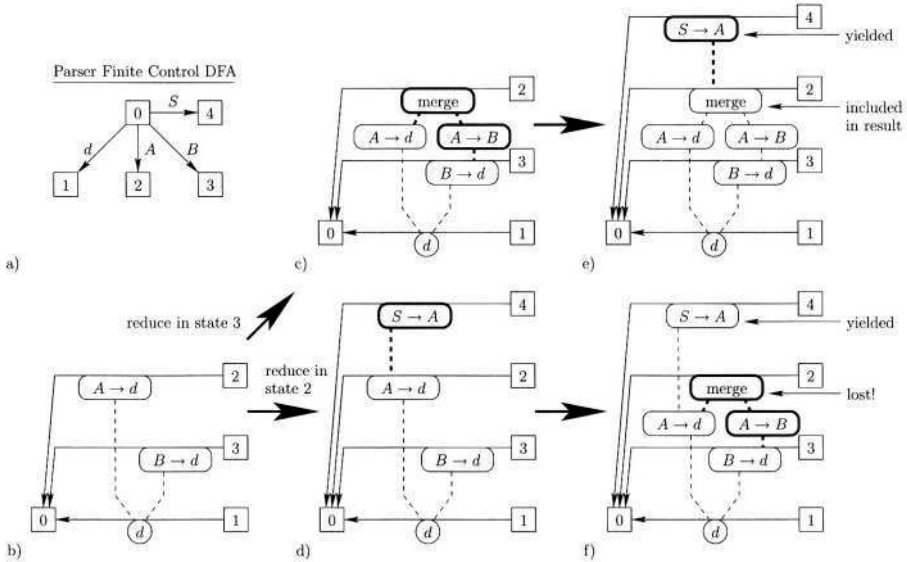 Parser Finite Control DFA
0
S
4
d
A
B
1
2
3
a)
2
merge
A → d
A → B
3
B → d
0
1
d
c)
4
S → A
yielded
2
merge
included
in result
A → d
A → B
3
B → d
0
1
d
e)
reduce in state 3
2
A → d
3
B → d
0
1
d
b)
reduce in
state 2
4
S → A
2
A → d
3
B → d
0
1
d
d)
4
S → A
yielded
2
merge
lost!
A → d
A → B
3
B → d
0
1
d
f)